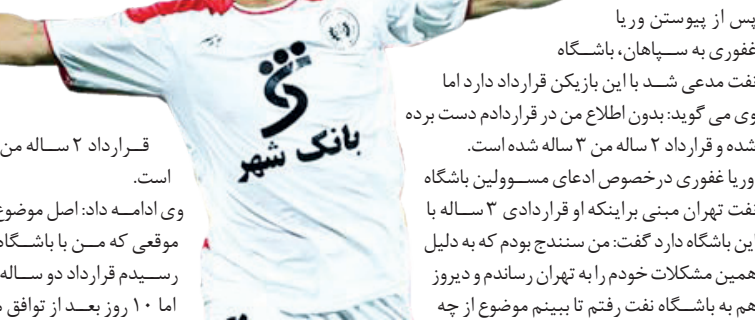 پس از پیوستن وریا
غفوری به سپاهان، باشگاه
نفت مدعی شد با این بازیکن قرارداد دارد اما
وی می گوید: بدون اطلاع من در قراردادم دست برده
شده و قرارداد ۲ ساله من ۳ ساله شده است.
وریا غفوری درخصوص ادعای مسوولین باشگاه
نفت تهران مبنی براینکه او قراردادی ۳ ساله با
این باشگاه دارد گفت: من سنندج بودم که به دلیل
همین مشکلات خودم را به تهران رساندم و دیروز
هم به باشگاه نفت رفتم تا ببینم موضوع از چه
بانک شهر
قرارداد ۲ ساله من
است.
وی ادامه داد: اصل موضوع
موقعی که من با باشگاه
رسیدم قرارداد دو ساله
اما ۱۰ روز بعد از توافق